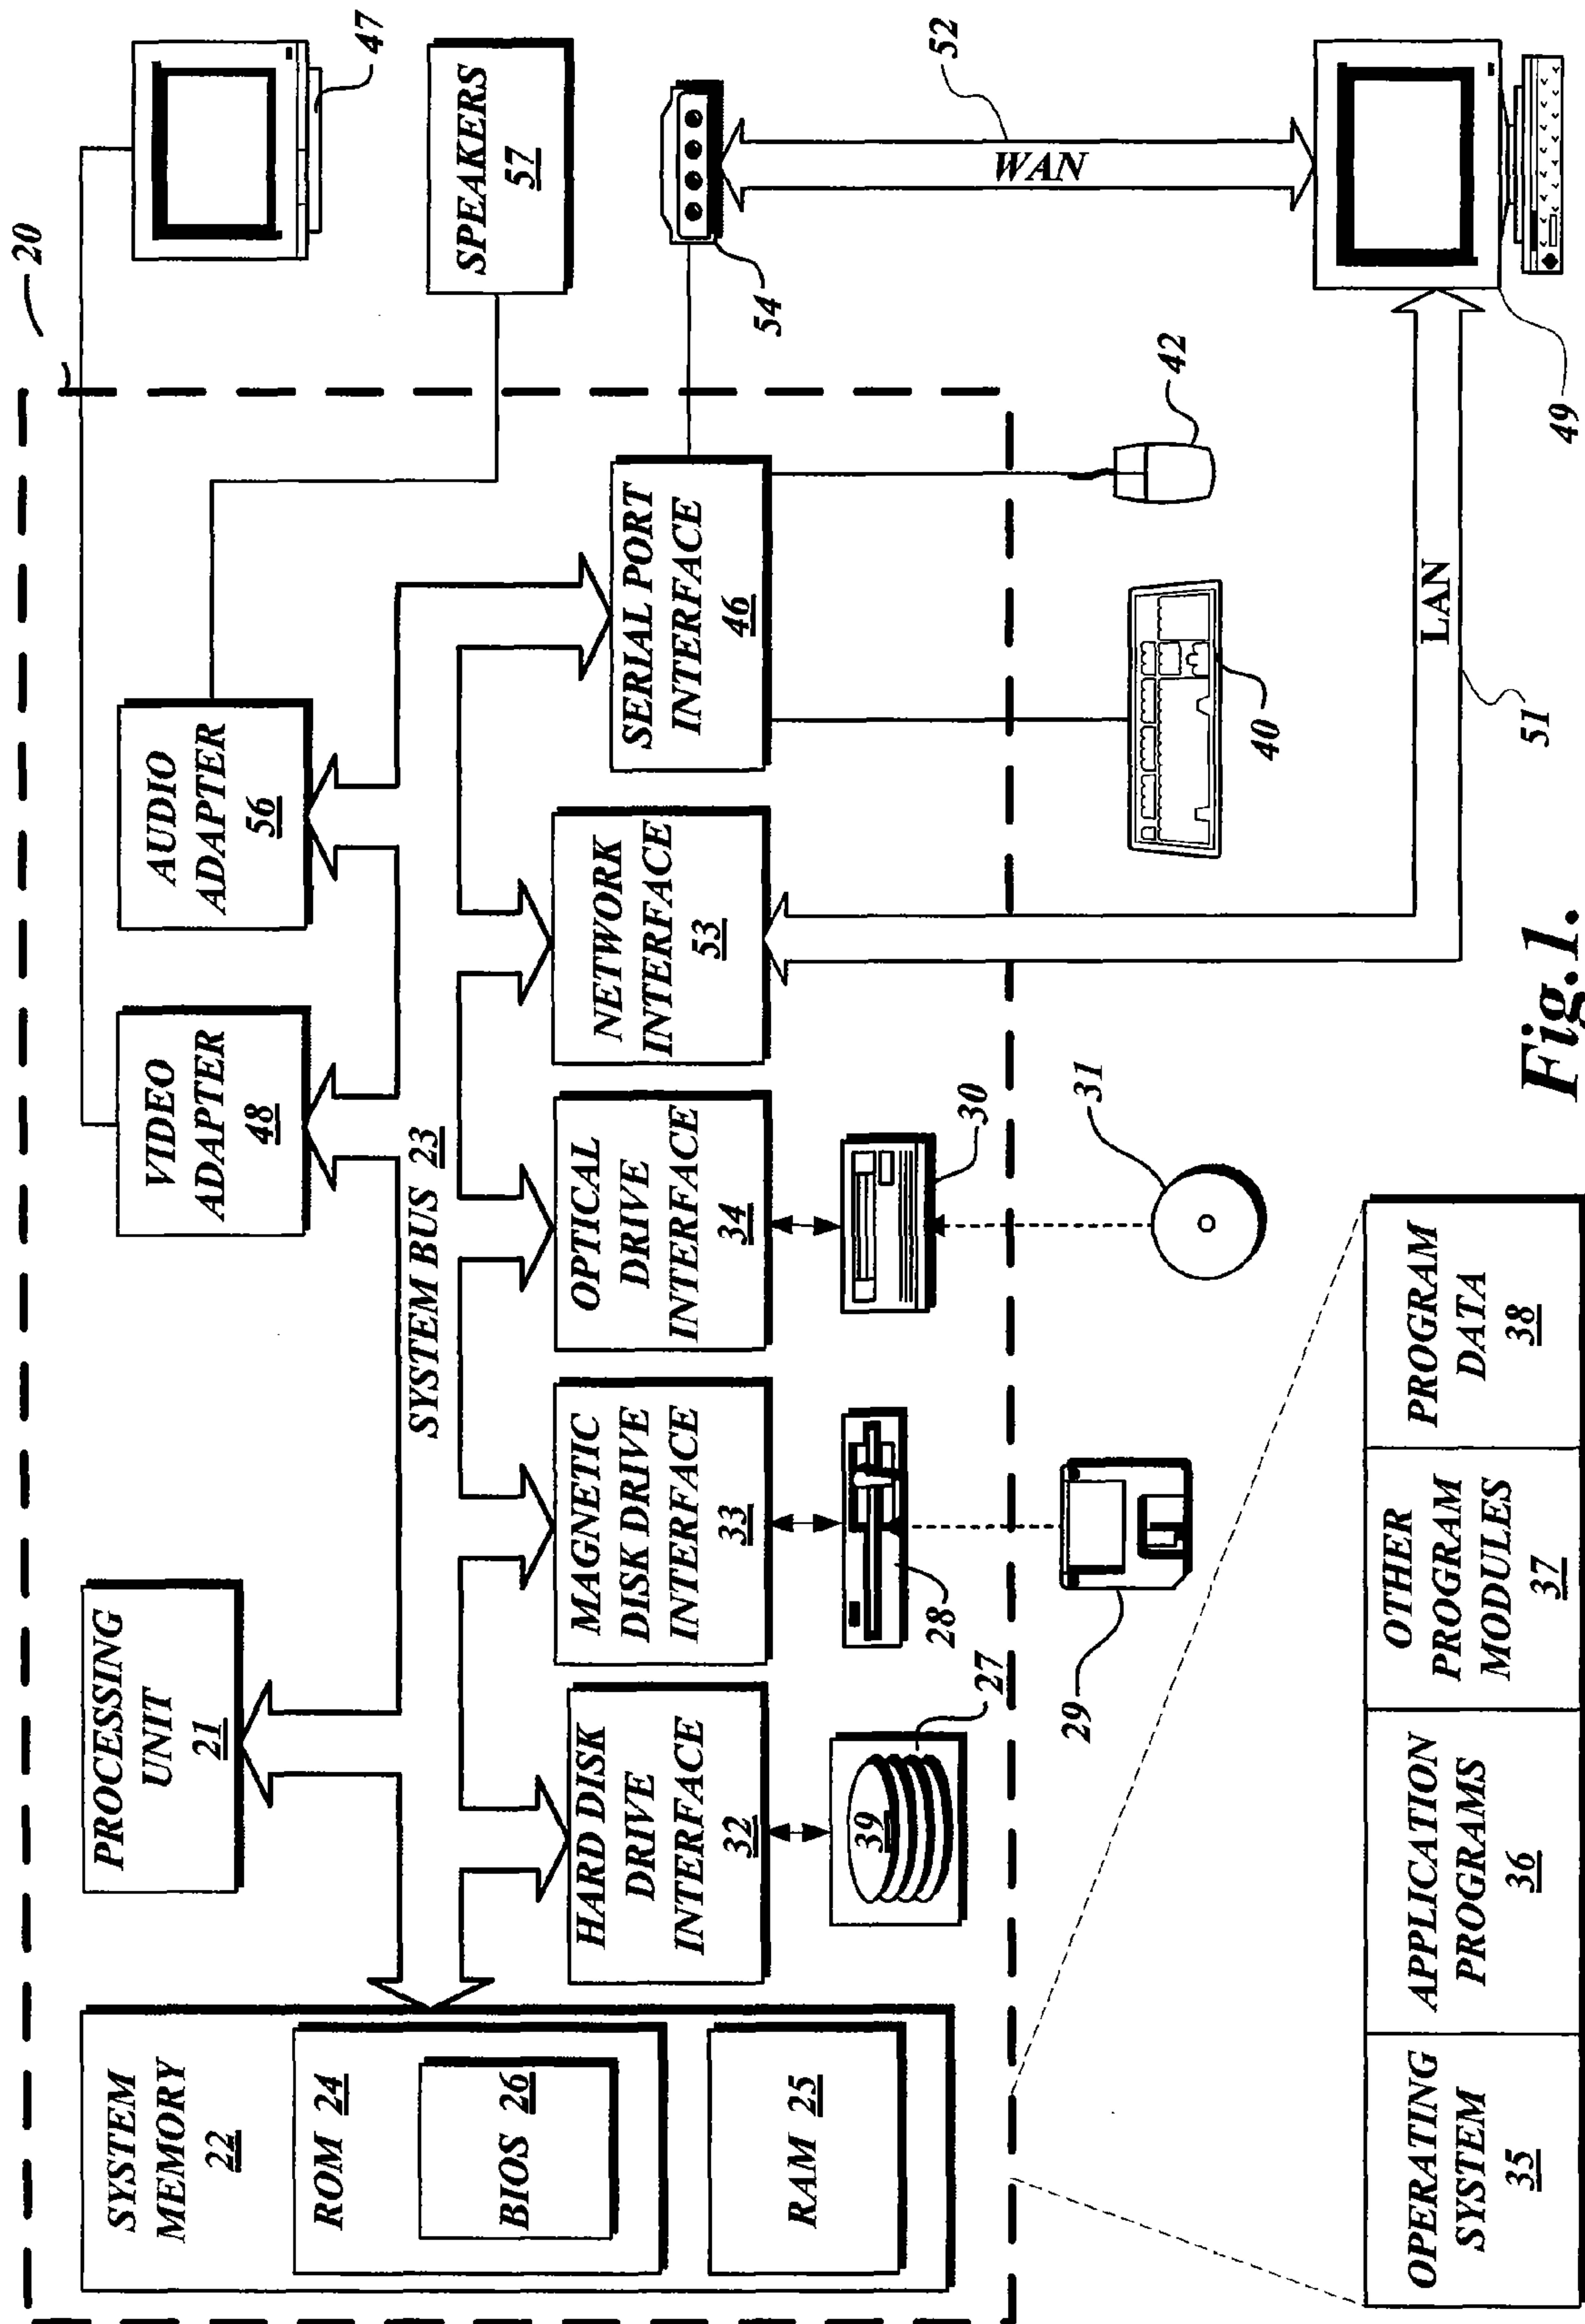 20
SYSTEM
MEMORY
22
ROM 24
BIOS 26
RAM 25
PROCESSING
UNIT
21
VIDEO
ADAPTER
48
AUDIO
ADAPTER
56
47
SPEAKERS
57
SYSTEM BUS 23
HARD DISK
DRIVE
INTERFACE
32
MAGNETIC
DISK DRIVE
INTERFACE
33
OPTICAL
DRIVE
INTERFACE
34
NETWORK
INTERFACE
53
SERIAL PORT
INTERFACE
46
54
39
27
28
30
29
31
40
42
52
WAN
LAN
51
49
OPERATING
SYSTEM
35
APPLICATION
PROGRAMS
36
OTHER
PROGRAM
MODULES
37
PROGRAM
DATA
38
Fig.1.